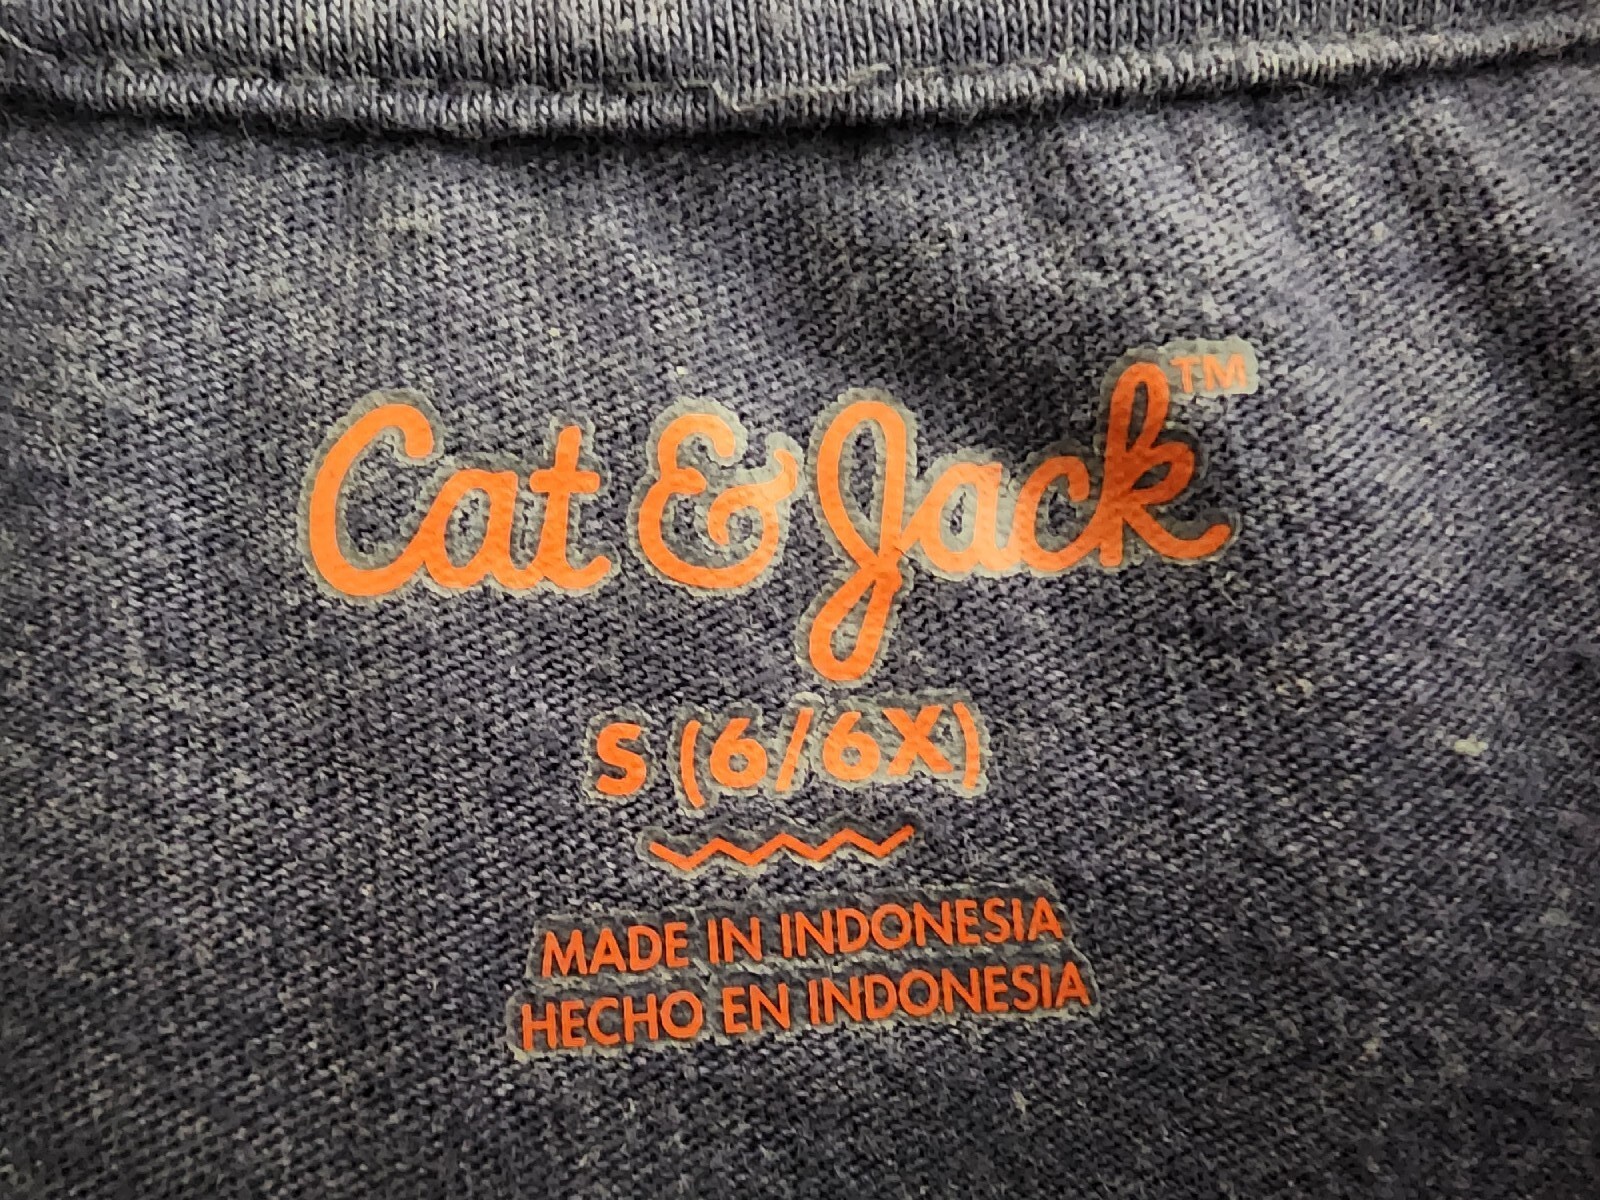 Cat & Jack™
S (6/6X)
MADE IN INDONESIA
HECHO EN INDONESIA